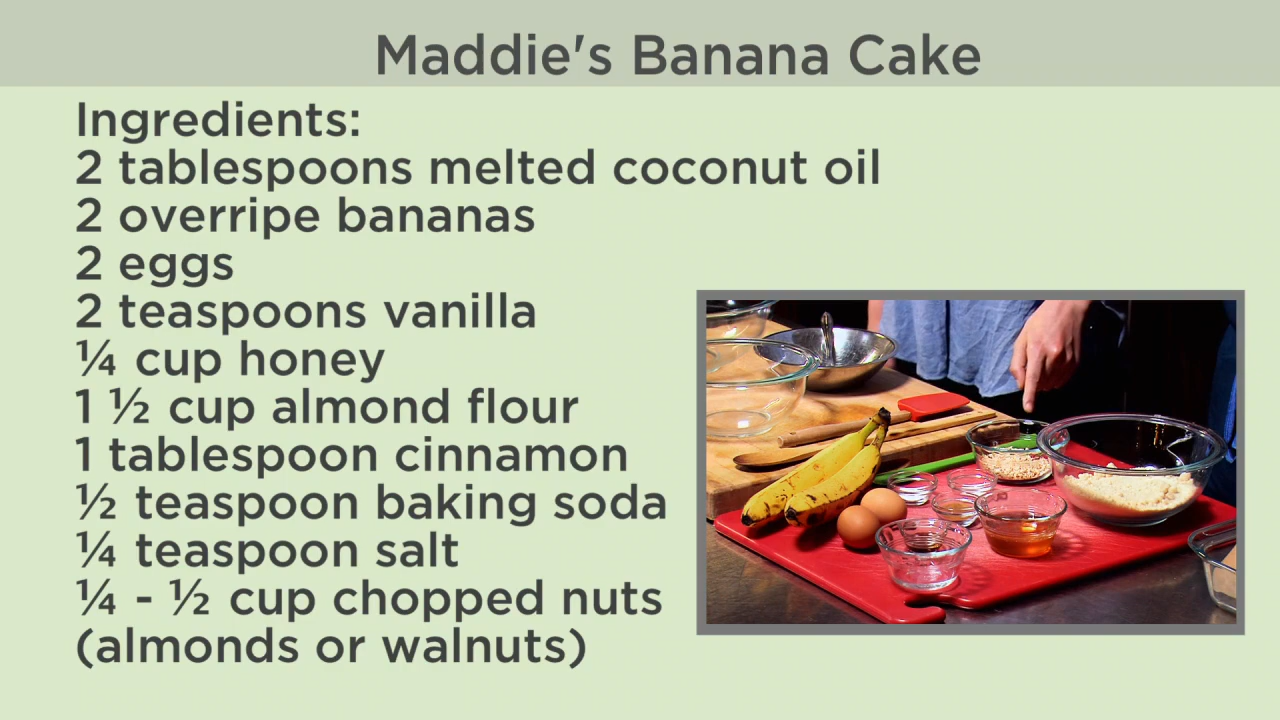 Maddie's Banana Cake
Ingredients:
2 tablespoons melted coconut oil
2 overripe bananas
2 eggs
2 teaspoons vanilla
¼ cup honey
1 ½ cup almond flour
1 tablespoon cinnamon
½ teaspoon baking soda
¼ teaspoon salt
¼ - ½ cup chopped nuts
(almonds or walnuts)